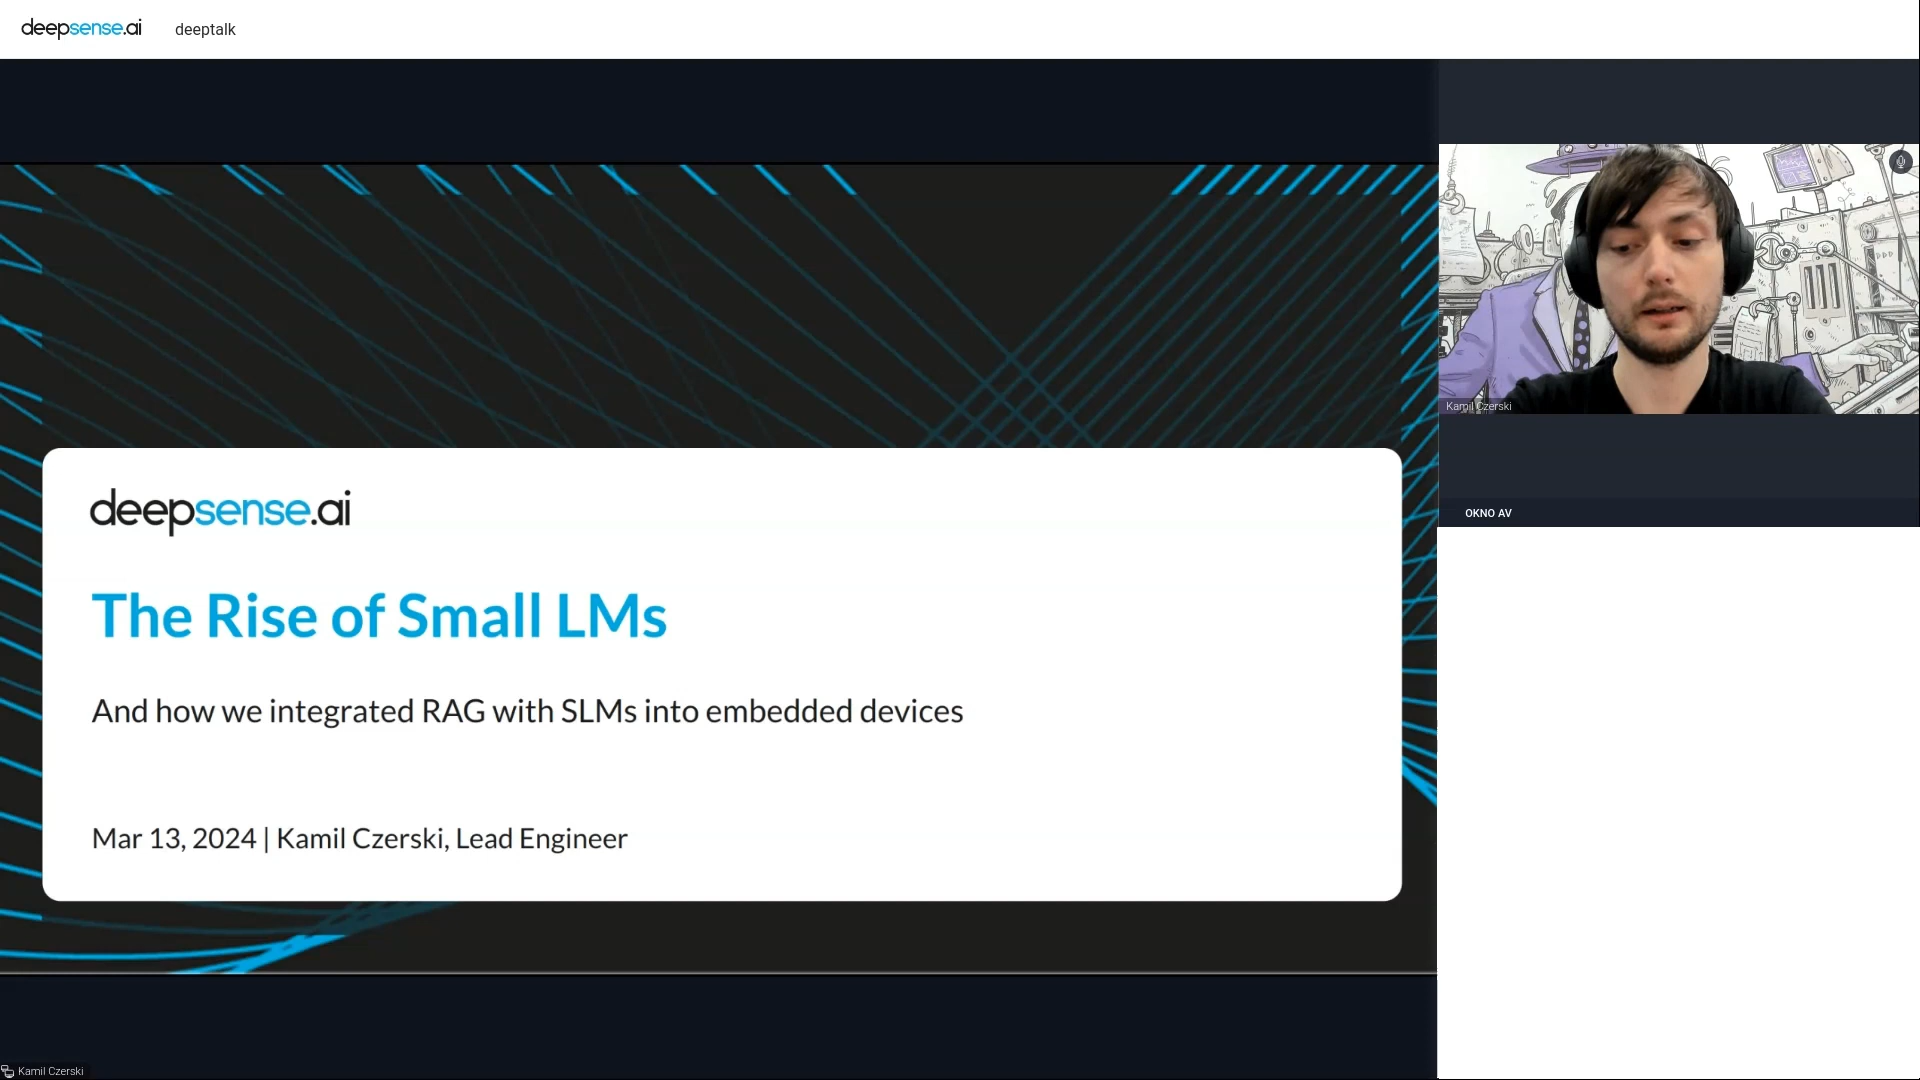 deepsense.ai deeptalk
Kamil Czerski
OKNO AV
deepsense.ai
The Rise of Small LMs
And how we integrated RAG with SLMs into embedded devices
Mar 13, 2024 | Kamil Czerski, Lead Engineer
Kamil Czerski